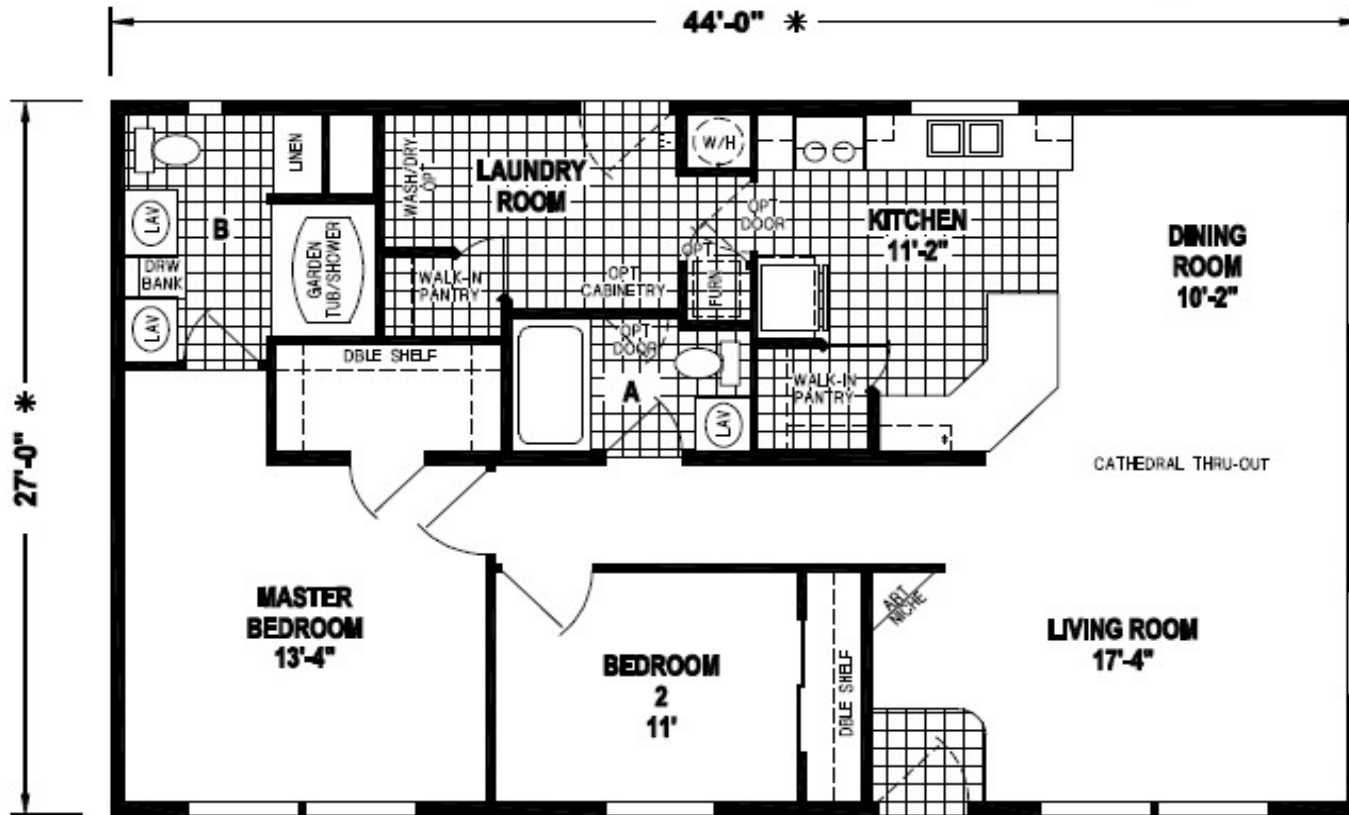 44'-0" *
27'-0" *
LINEN
WASH/DRY
OPT
LAUNDRY
ROOM
W/H
LAV
B
DRW
BANK
LAV
GARDEN
TUB/SHOWER
WALK-IN
PANTRY
OPT
CABINETRY
OPT
DOOR
OPT
FURN
KITCHEN
11'-2"
DINING
ROOM
10'-2"
DBLE SHELF
OPT
DOOR
A
LAV
WALK-IN
PANTRY
*
CATHEDRAL THRU-OUT
MASTER
BEDROOM
13'-4"
BEDROOM
2
11'
DBLE SHELF
ART
NICHE
LIVING ROOM
17'-4"